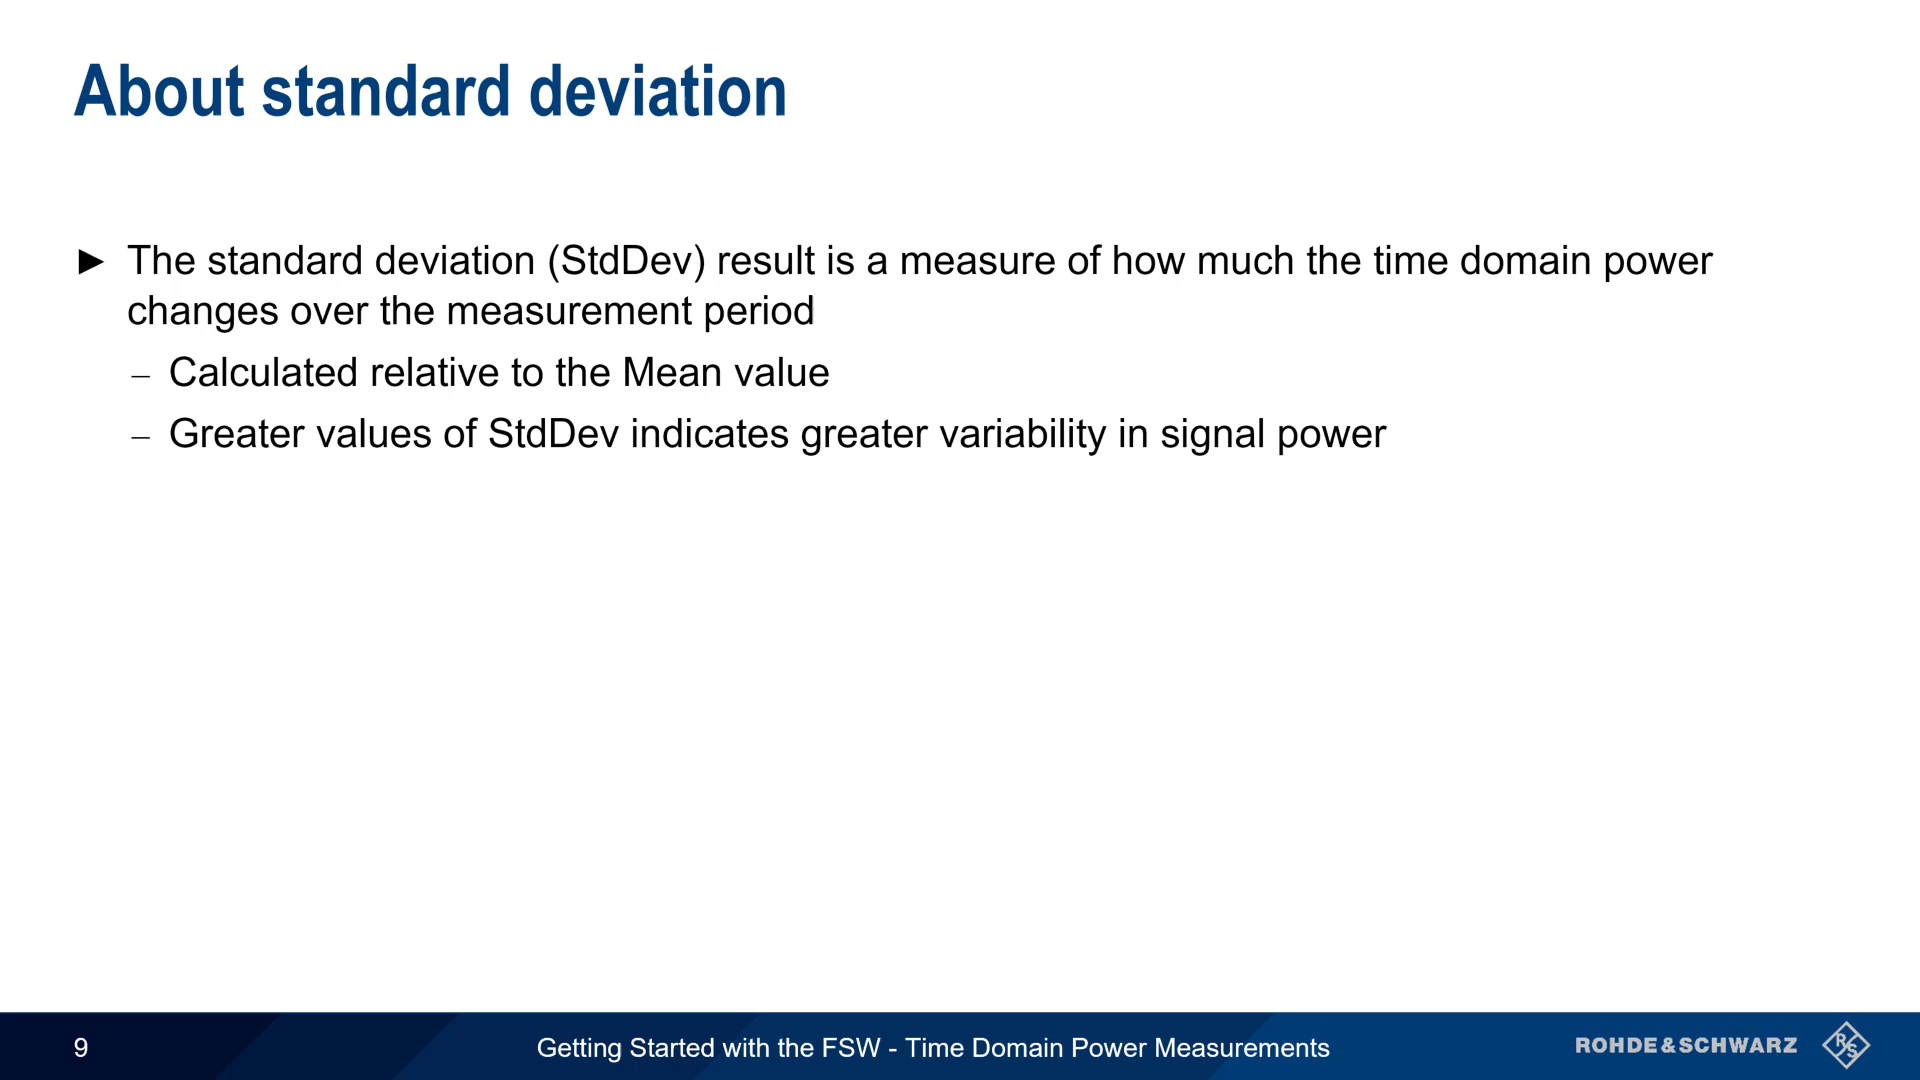 About standard deviation
► The standard deviation (StdDev) result is a measure of how much the time domain power
changes over the measurement period
– Calculated relative to the Mean value
– Greater values of StdDev indicates greater variability in signal power
9
Getting Started with the FSW - Time Domain Power Measurements
ROHDE&SCHWARZ
R&S